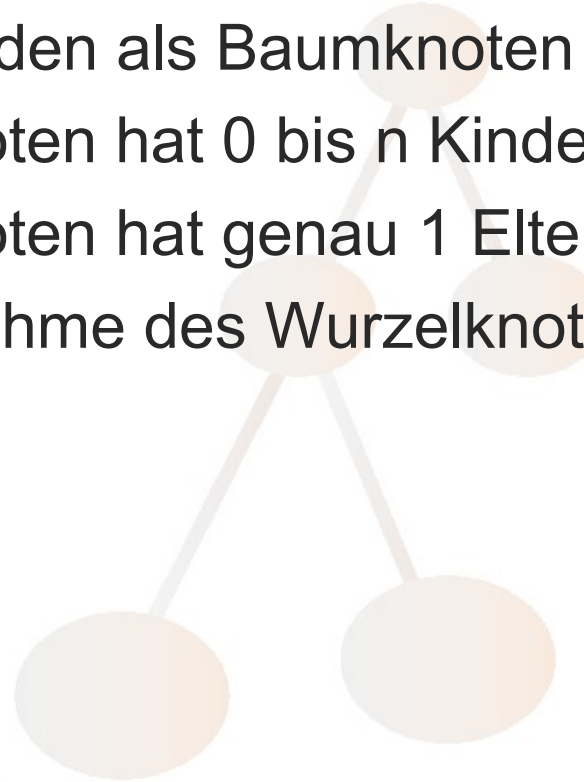 den als Baumknoten
oten hat 0 bis n Kinde
oten hat genau 1 Elte
hme des Wurzelknot